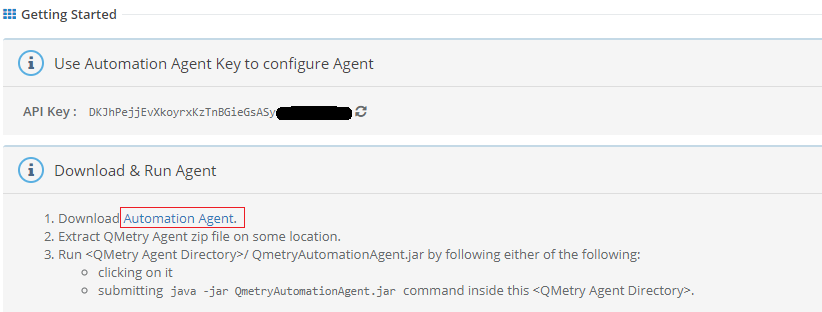 Getting Started
Use Automation Agent Key to configure Agent
API Key : DKJhPejjEvXkoyrxKzTnBGieGsASy
Download & Run Agent
1. Download Automation Agent.
2. Extract QMetry Agent zip file on some location.
3. Run <QMetry Agent Directory>/ QmetryAutomationAgent.jar by following either of the following:
clicking on it
submitting java -jar QmetryAutomationAgent.jar command inside this <QMetry Agent Directory>.